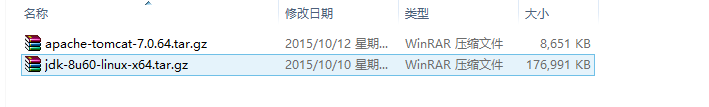 名称 修改日期 类型 大小
apache-tomcat-7.0.64.tar.gz 2015/10/12 星期... WinRAR 压缩文件 8,651 KB
jdk-8u60-linux-x64.tar.gz 2015/10/10 星期... WinRAR 压缩文件 176,991 KB